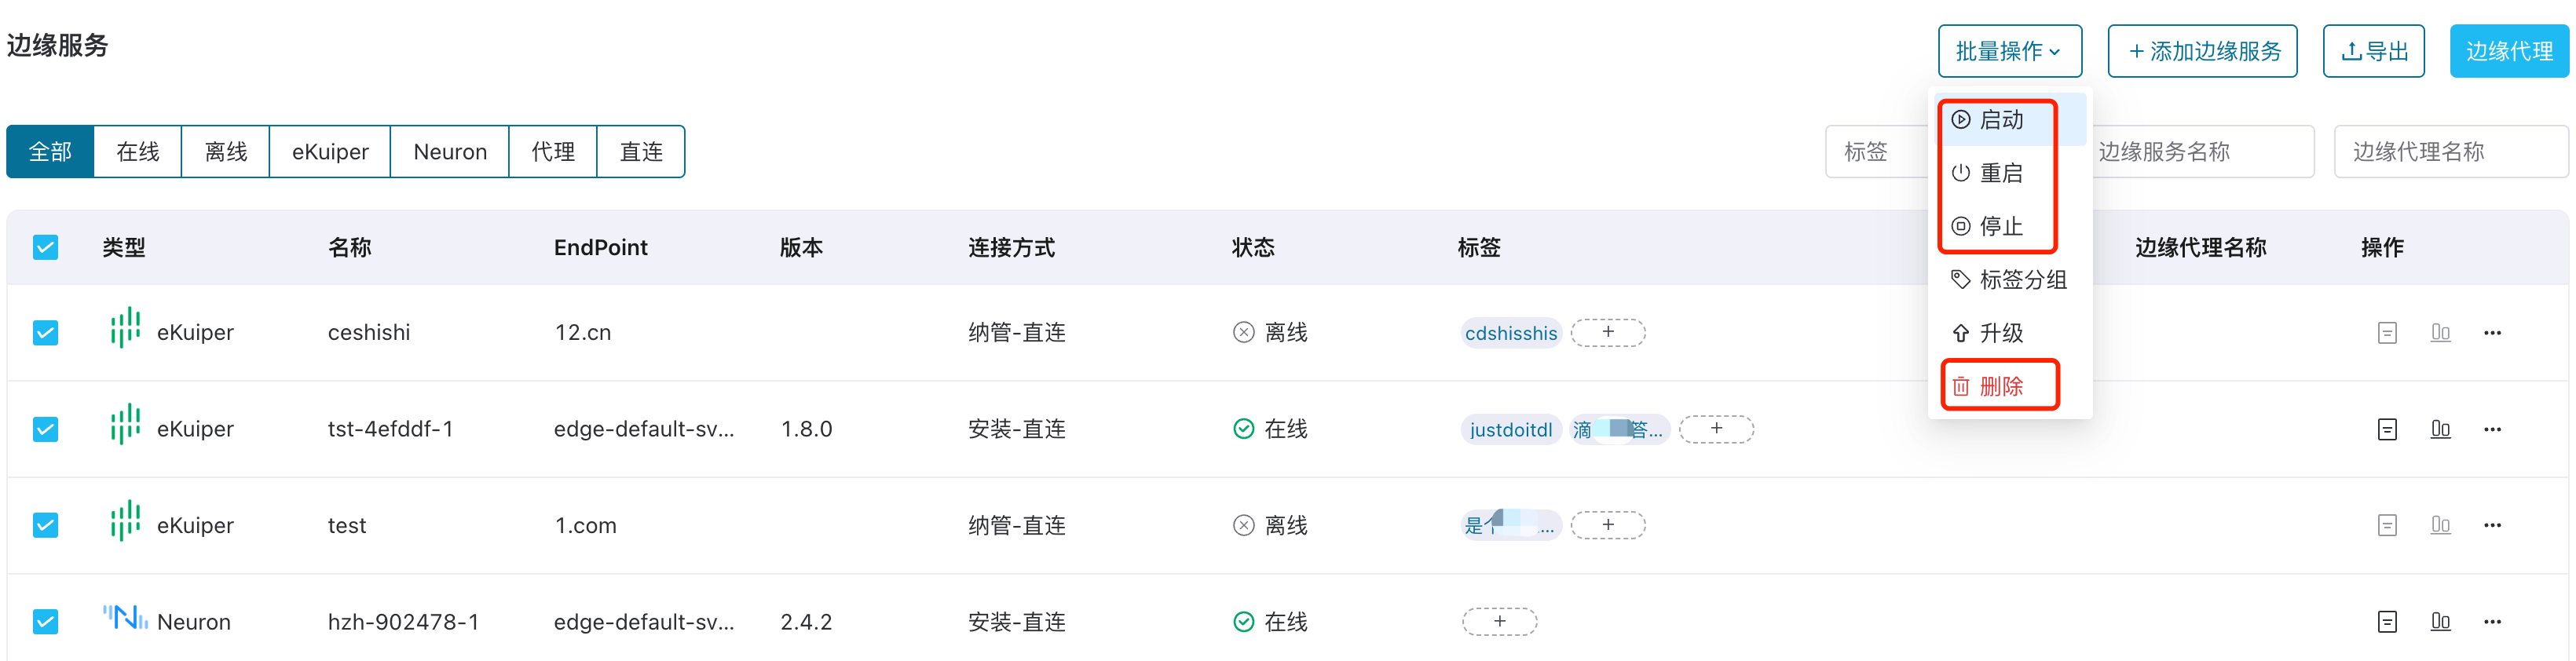 边缘服务
批量操作
+ 添加边缘服务
导出
边缘代理
全部 在线 离线 eKuiper Neuron 代理 直连
标签 边缘服务名称 边缘代理名称
启动
重启
停止
标签分组
升级
删除
类型 名称 EndPoint 版本 连接方式 状态 标签 边缘代理名称 操作
eKuiper ceshishi 12.cn 纳管-直连 离线 cdshisshis +
eKuiper tst-4efddf-1 edge-default-sv... 1.8.0 安装-直连 在线 justdoitdl 滴 答... +
eKuiper test 1.com 纳管-直连 离线 是个 ... +
Neuron hzh-902478-1 edge-default-sv... 2.4.2 安装-直连 在线 +